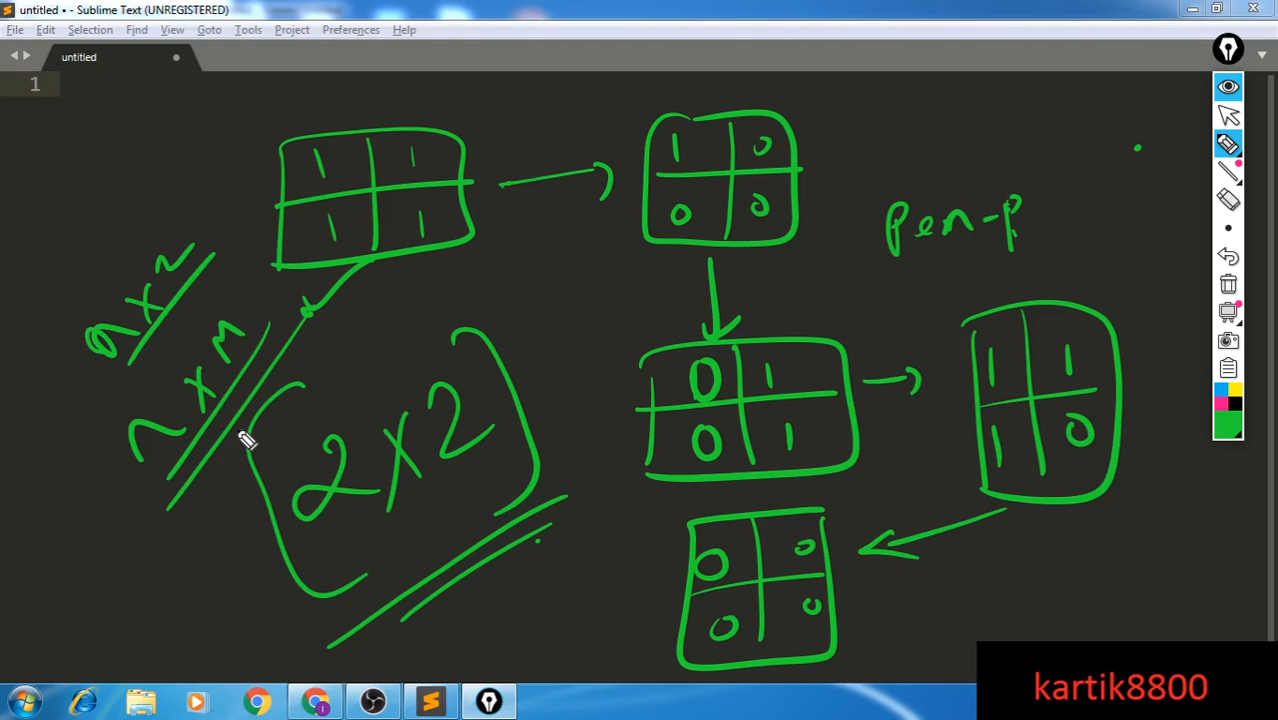 untitled • - Sublime Text (UNREGISTERED)
File Edit Selection Find View Goto Tools Project Preferences Help
untitled
1
1 1
1 1
1 0
0 0
pen-p
2x2
0 1
0 1
1 1
1 0
0 0
0 0
kartik8800